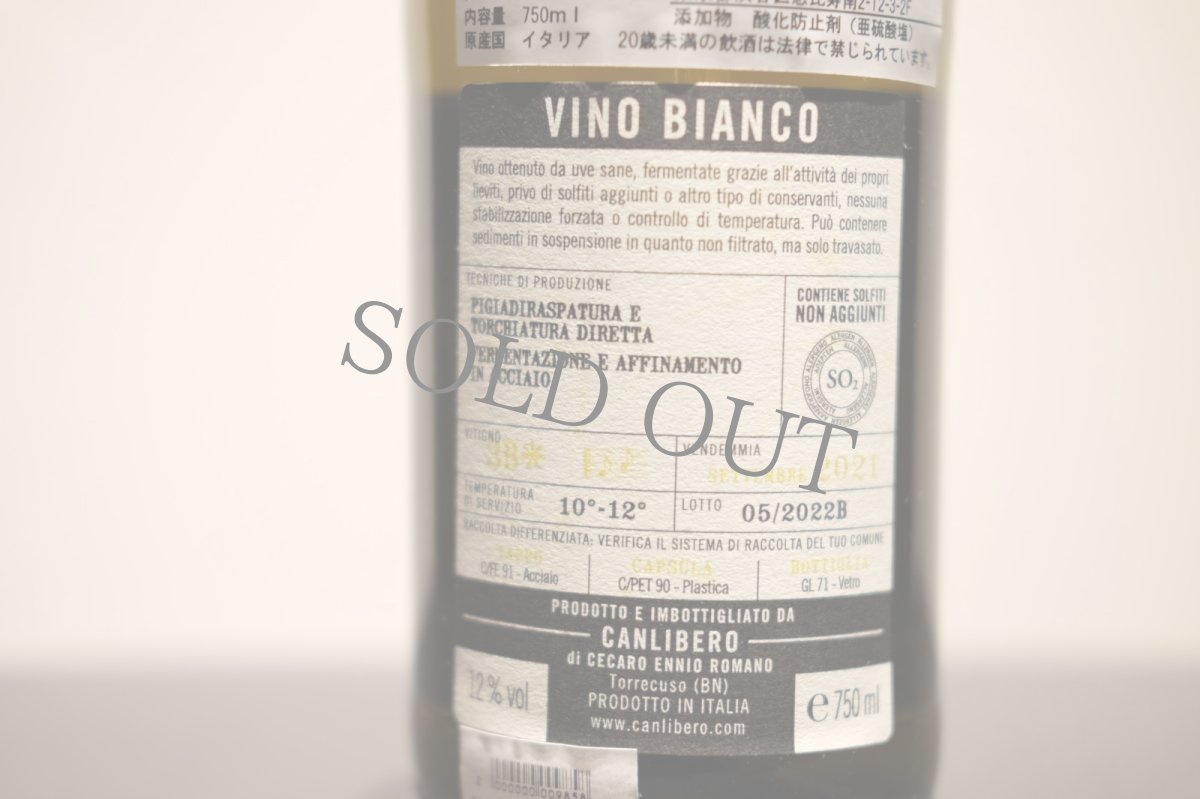 内容量 750ml
添加物 酸化防止剤（亜硫酸塩）
原産国 イタリア 20歳未満の飲酒は法律で禁じられています。
VINO BIANCO
Vino ottenuto da uve sane, fermentate grazie all'attività dei propri
lieviti, privo di solfiti aggiunti o altro tipo di conservanti, nessuna
stabilizzazione forzata o controllo di temperatura. Può contenere
sedimenti in sospensione in quanto non filtrato, ma solo travasato.
TECNICHE DI PRODUZIONE
PIGIADIRASPATURA E
TORCHIATURA DIRETTA
FERMENTAZIONE E AFFINAMENTO
IN ACCIAIO
CONTIENE SOLFITI
NON AGGIUNTI
SO₂
SOLD OUT
VITIGNO
VENDEMMIA
SETTEMBRE 2021
TEMPERATURA
DI SERVIZIO
10°-12°
LOTTO 05/2022B
RACCOLTA DIFFERENZIATA: VERIFICA IL SISTEMA DI RACCOLTA DEL TUO COMUNE
TAPPO
C/FE 91 - Acciaio
CAPSULA
C/PET 90 - Plastica
BOTTIGLIA
GL 71 - Vetro
PRODOTTO E IMBOTTIGLIATO DA
CANLIBERO
di CECARO ENNIO ROMANO
Torrecuso (BN)
PRODOTTO IN ITALIA
www.canlibero.com
12% vol
e 750 ml